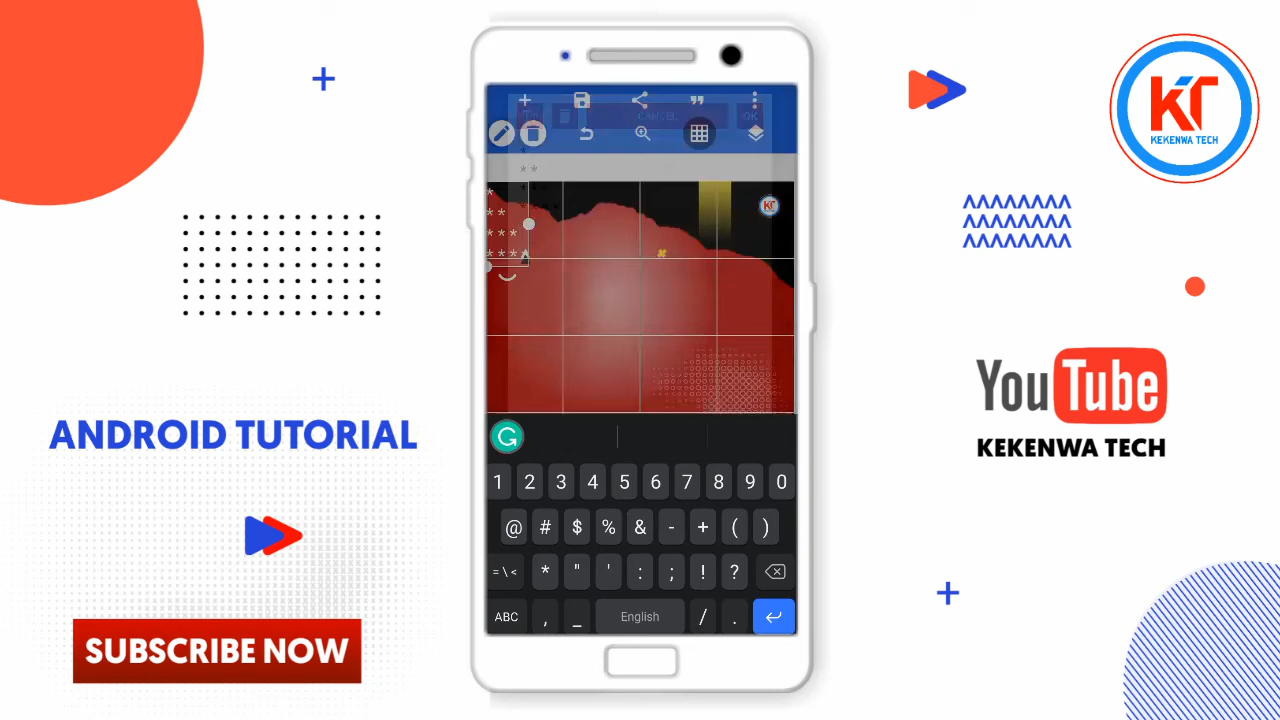 KT
KEKENWA TECH
CANCEL
OK
*
* *
*
* *
* * *
* * * *
KT
ANDROID TUTORIAL
YouTube
KEKENWA TECH
1 2 3 4 5 6 7 8 9 0
@ # $ % & - + ( )
=\< * " ' : ; ! ?
ABC , _ English / .
SUBSCRIBE NOW